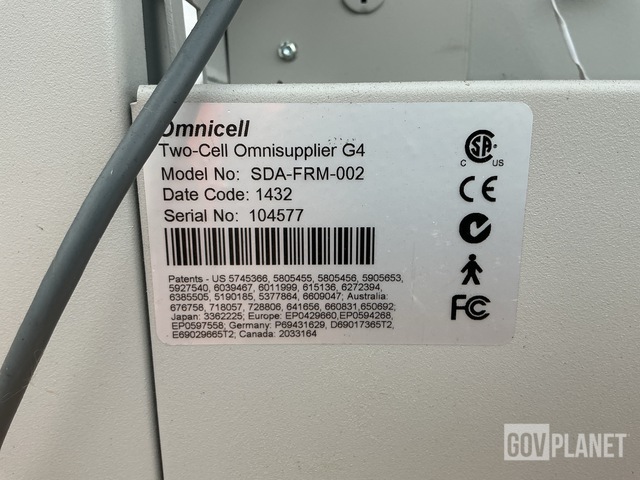 Omnicell
Two-Cell Omnisupplier G4
Model No: SDA-FRM-002
Date Code: 1432
Serial No: 104577
Patents - US 5745366, 5805455, 5805456, 5905653,
5927540, 6039467, 6011999, 615136, 6272394,
6385505, 5190185, 5377864, 6609047; Australia:
676758, 718057, 728806, 641656, 660831,650692;
Japan: 3362225; Europe: EP0429660,EP0594268,
EP0597558; Germany: P69431629, D69017365T2,
E69029665T2; Canada: 2033164
C SA US
CE
N
FC
GOVPLANET